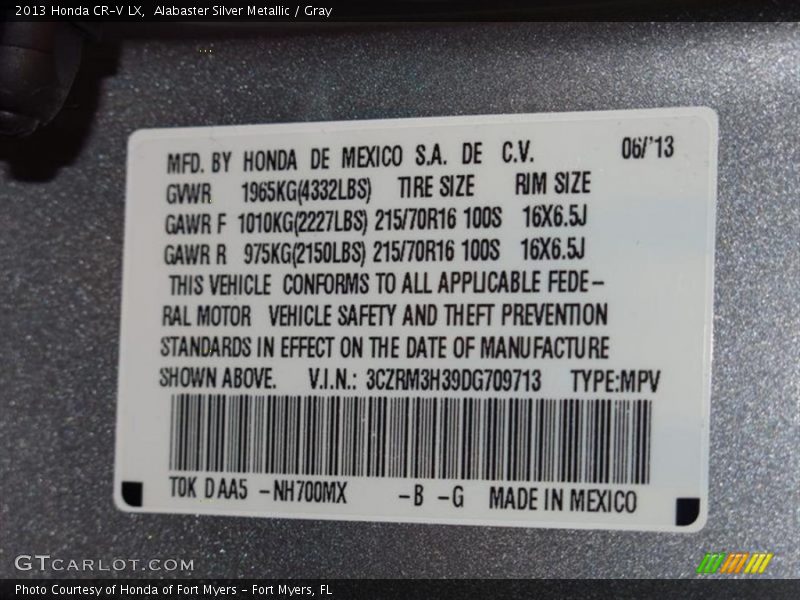 2013 Honda CR-V LX,  Alabaster Silver Metallic / Gray
MFD. BY HONDA DE MEXICO S.A. DE C.V. 06/'13
GVWR 1965KG(4332LBS) TIRE SIZE RIM SIZE
GAWR F 1010KG(2227LBS) 215/70R16 100S 16X6.5J
GAWR R 975KG(2150LBS) 215/70R16 100S 16X6.5J
THIS VEHICLE CONFORMS TO ALL APPLICABLE FEDE-
RAL MOTOR VEHICLE SAFETY AND THEFT PREVENTION
STANDARDS IN EFFECT ON THE DATE OF MANUFACTURE
SHOWN ABOVE. V.I.N.: 3CZRM3H39DG709713 TYPE:MPV
T0K D AA5 -NH700MX -B -G MADE IN MEXICO
GTCARLOT.COM
Photo Courtesy of Honda of Fort Myers - Fort Myers, FL